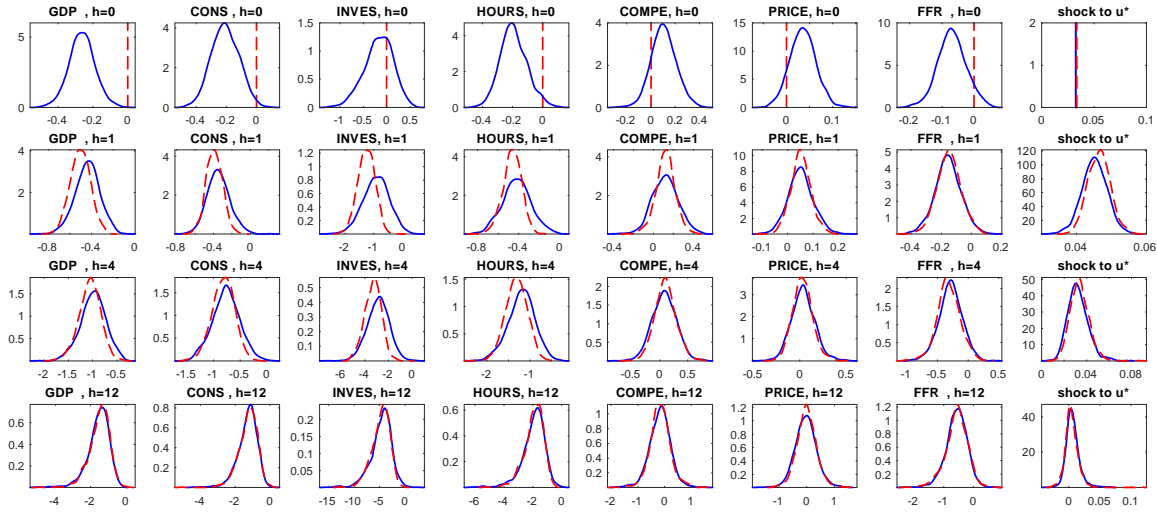 GDP , h=0 CONS , h=0 INVES, h=0 HOURS, h=0 COMPE, h=0 PRICE, h=0 FFR , h=0 shock to u*
5 4 1.5 4 4 15 10 2
0 2 1 2 2 10 5 1
0.5 0 5 0
0 0 0 0 0
-0.4 -0.2 0 -0.4 -0.2 0 0.2 -1 0 -0.4 -0.2 0 0.2 -0.2 0 0.2 0.4 0 0.1 -0.2 -0.1 0 0 0.05 0.1
GDP , h=1 CONS , h=1 INVES, h=1 HOURS, h=1 COMPE, h=1 PRICE, h=1 FFR , h=1 shock to u*
4 4 1.2 4 4 10 5 120
2 2 1 2 2 8 4 100
0.8 6 3 80
0.6 4 2 60
0.4 2 1 40
0.2 20
-0.8 -0.4 0 -0.8 -0.4 0 -2 -1 0 -0.8 -0.4 0 -0.4 0 0.4 -0.1 0 0.1 0.2 -0.4 -0.2 0 0.2 0.04 0.06
GDP , h=4 CONS , h=4 INVES, h=4 HOURS, h=4 COMPE, h=4 PRICE, h=4 FFR , h=4 shock to u*
1.5 1.5 0.5 1.5 2 3 2 50
1 1 0.4 1 1.5 2 1.5 40
0.5 0.5 0.3 0.5 1 1 1 30
0.2 0.5 0.5 20
0.1 10
0
-2 -1.5 -1 -0.5 -1.5 -1 -0.5 0 -8 -6 -4 -2 0 -2 -1 -0.5 0 0.5 -0.5 0 0.5 -1 -0.5 0 0.5 0 0.04 0.08
GDP , h=12 CONS , h=12 INVES, h=12 HOURS, h=12 COMPE, h=12 PRICE, h=12 FFR , h=12 shock to u*
0.6 0.8 0.25 0.6 1 1.2 1.2 40
0.4 0.6 0.2 0.4 0.8 1 1 20
0.2 0.4 0.15 0.2 0.6 0.8 0.8
0.2 0.1 0.4 0.6 0.6
0.05 0.2 0.4 0.4
0 0.2 0.2
-4 -2 0 -4 -2 0 -15 -10 -5 0 -6 -4 -2 0 -2 -1 0 1 -1 0 1 -2 -1 0 1 0 0.05 0.1